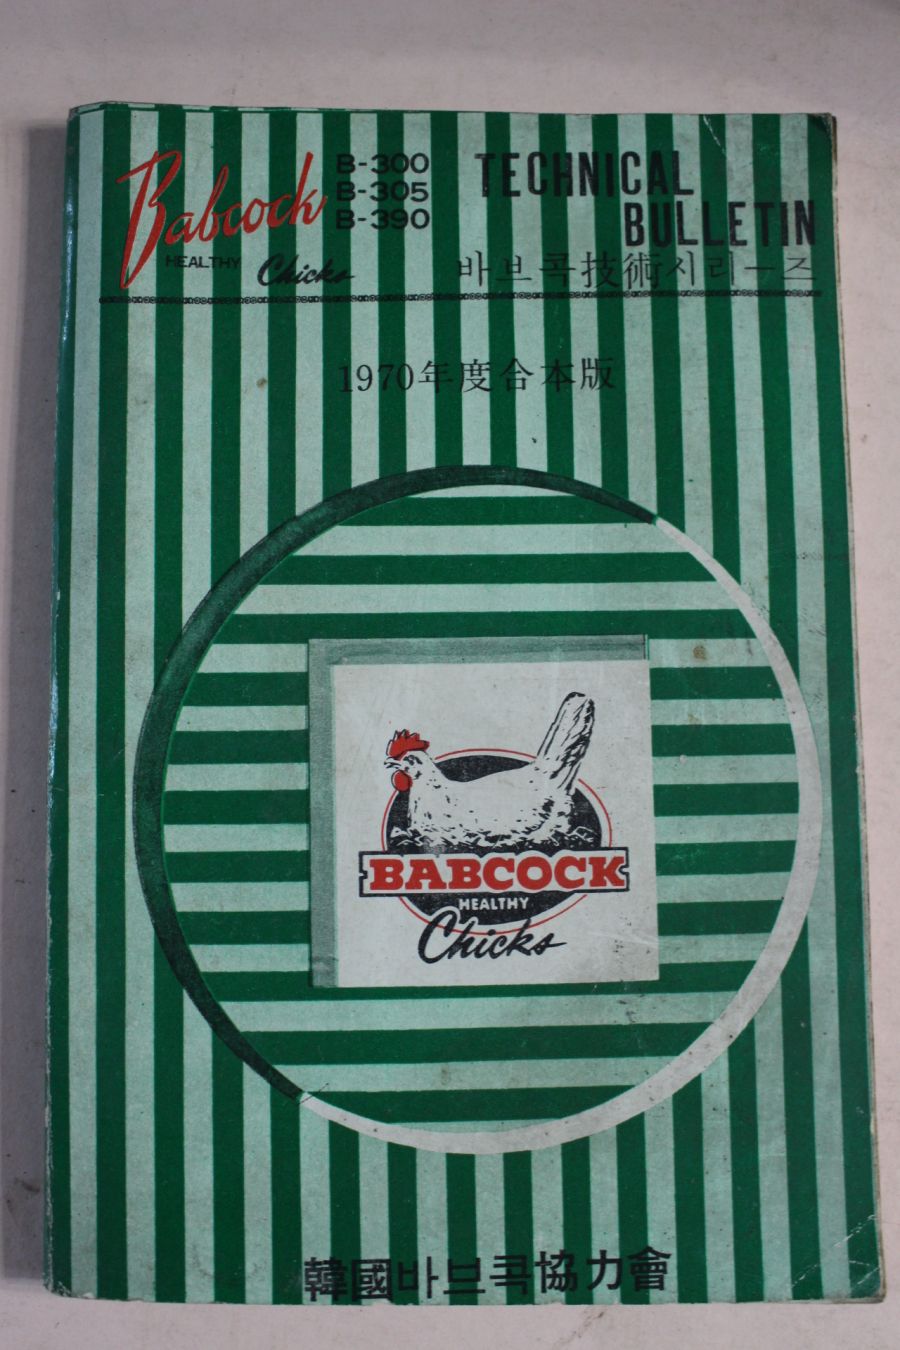 Babcock
HEALTHY Chicks
B-300
B-305
B-390
TECHNICAL
BULLETIN
바브콕技術시리-즈
1970年度合本版
BABCOCK
HEALTHY
Chicks
韓國바브콕協力會